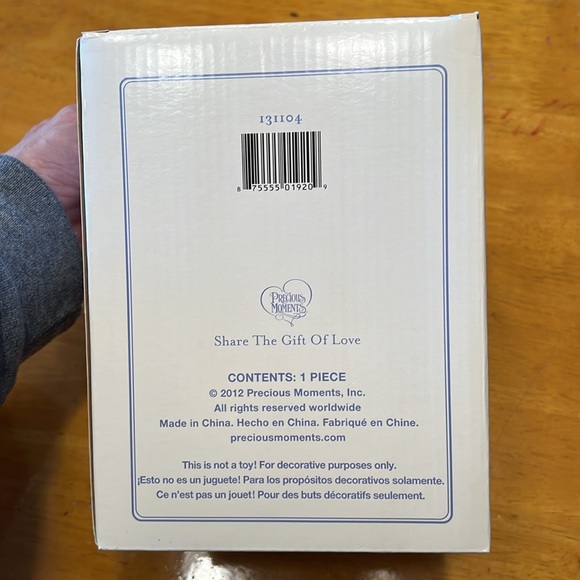 131104
8 75555 01920 9
PRECIOUS
MOMENTS
Share The Gift Of Love
CONTENTS: 1 PIECE
© 2012 Precious Moments, Inc.
All rights reserved worldwide
Made in China. Hecho en China. Fabriqué en Chine.
preciousmoments.com
This is not a toy! For decorative purposes only.
¡Esto no es un juguete! Para los propósitos decorativos solamente.
Ce n'est pas un jouet! Pour des buts décoratifs seulement.